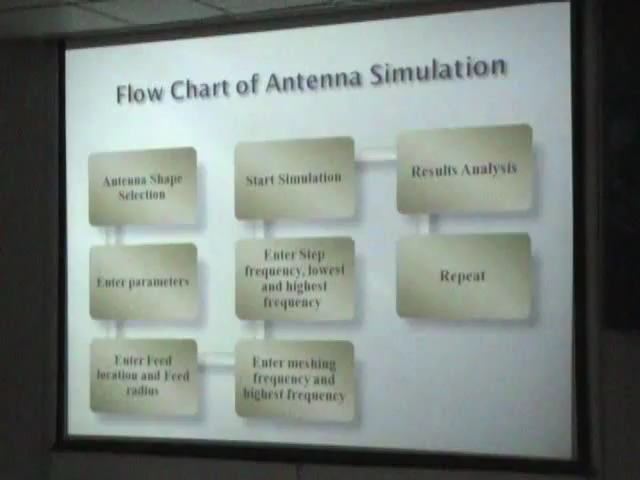 Flow Chart of Antenna Simulation
Antenna Shape
Selection
Enter parameters
Enter Feed
location and Feed
radius
Enter meshing
frequency and
highest frequency
Enter Step
frequency, lowest
and highest
frequency
Start Simulation
Results Analysis
Repeat